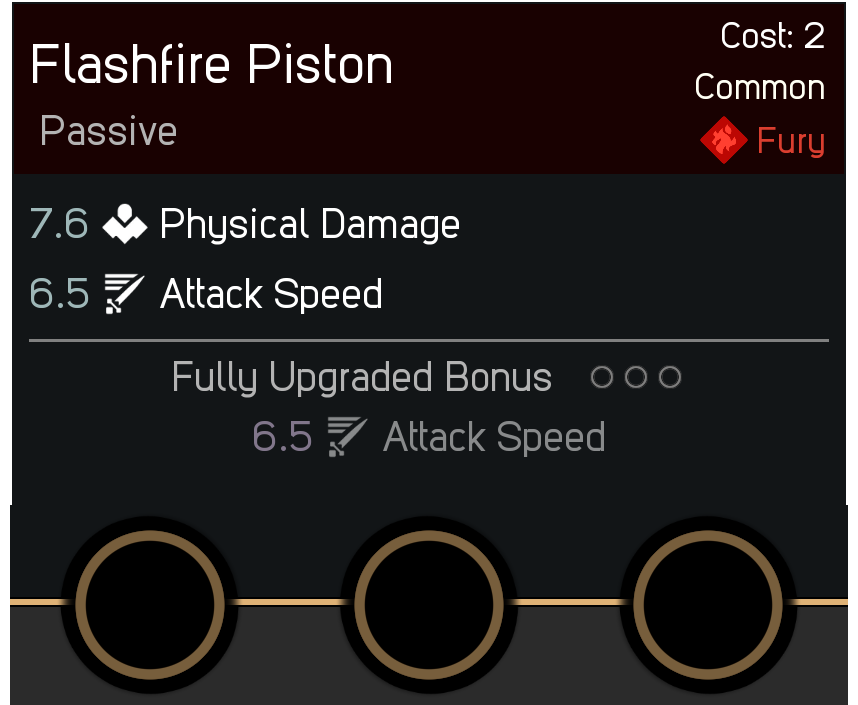 Flashfire Piston
Cost: 2
Passive
Common
Fury
7.6 Physical Damage
6.5 Attack Speed
Fully Upgraded Bonus
6.5 Attack Speed